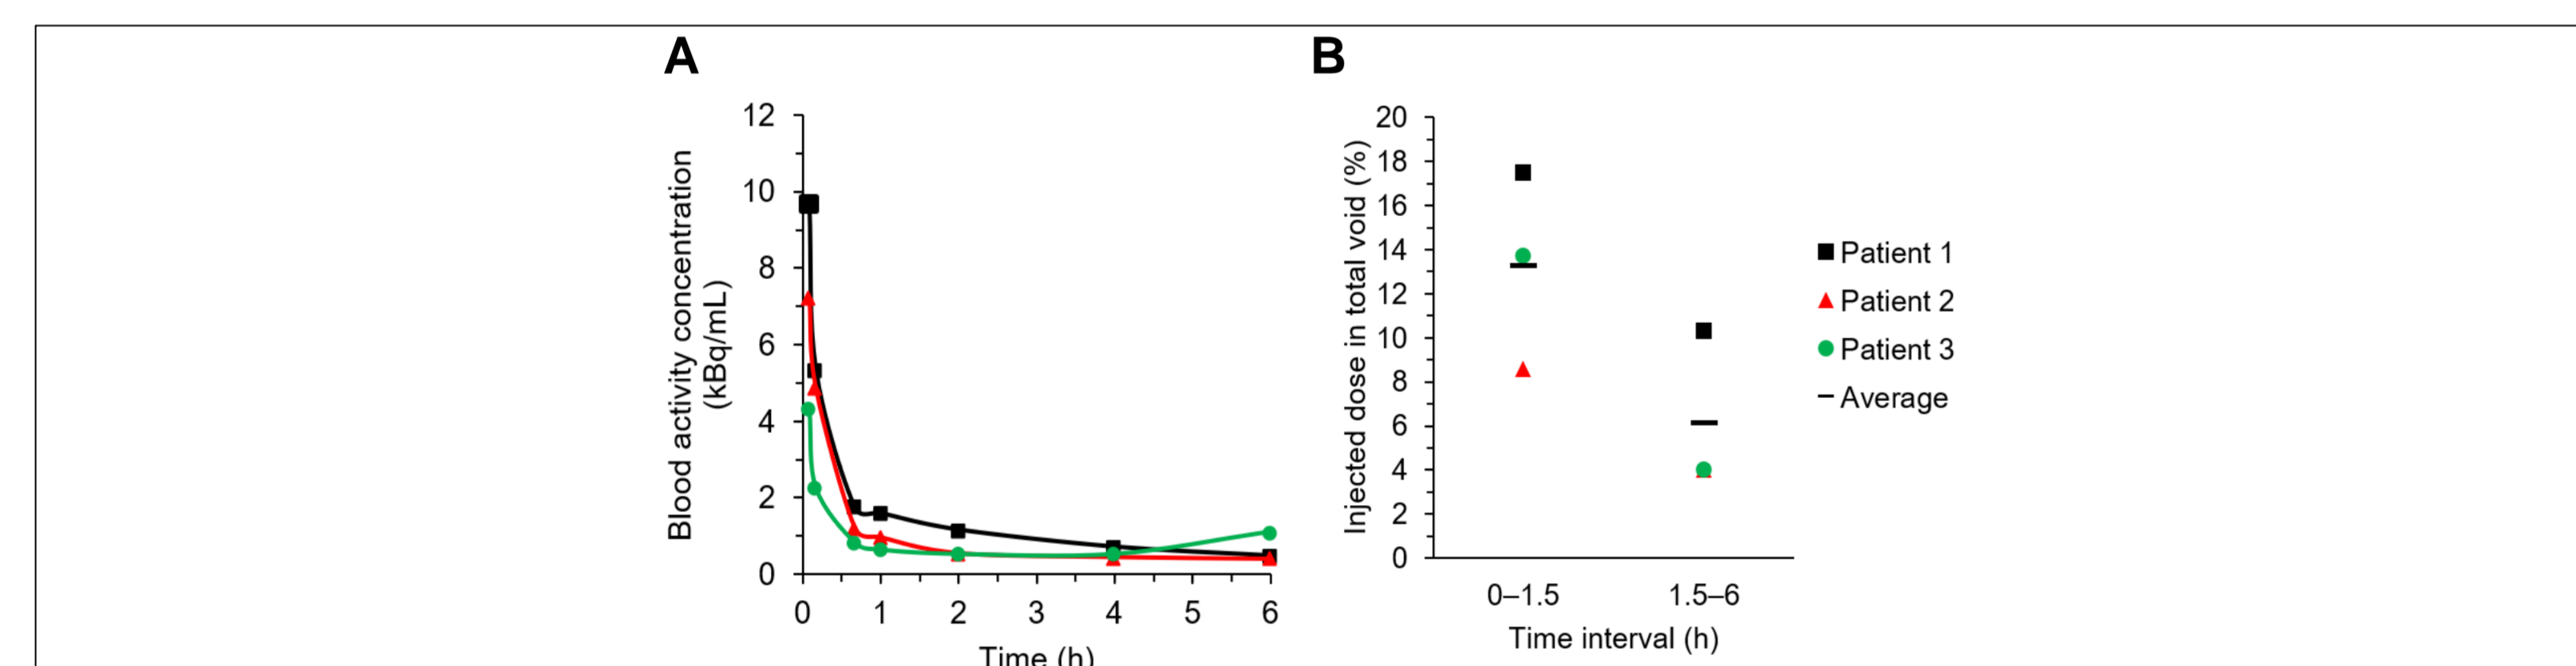 A
B
12
10
8
6
4
2
0
Blood activity concentration
(kBq/mL)
0 1 2 3 4 5 6
Time (h)
20
18
16
14
12
10
8
6
4
2
0
Injected dose in total void (%)
0–1.5 1.5–6
Time interval (h)
Patient 1
Patient 2
Patient 3
Average